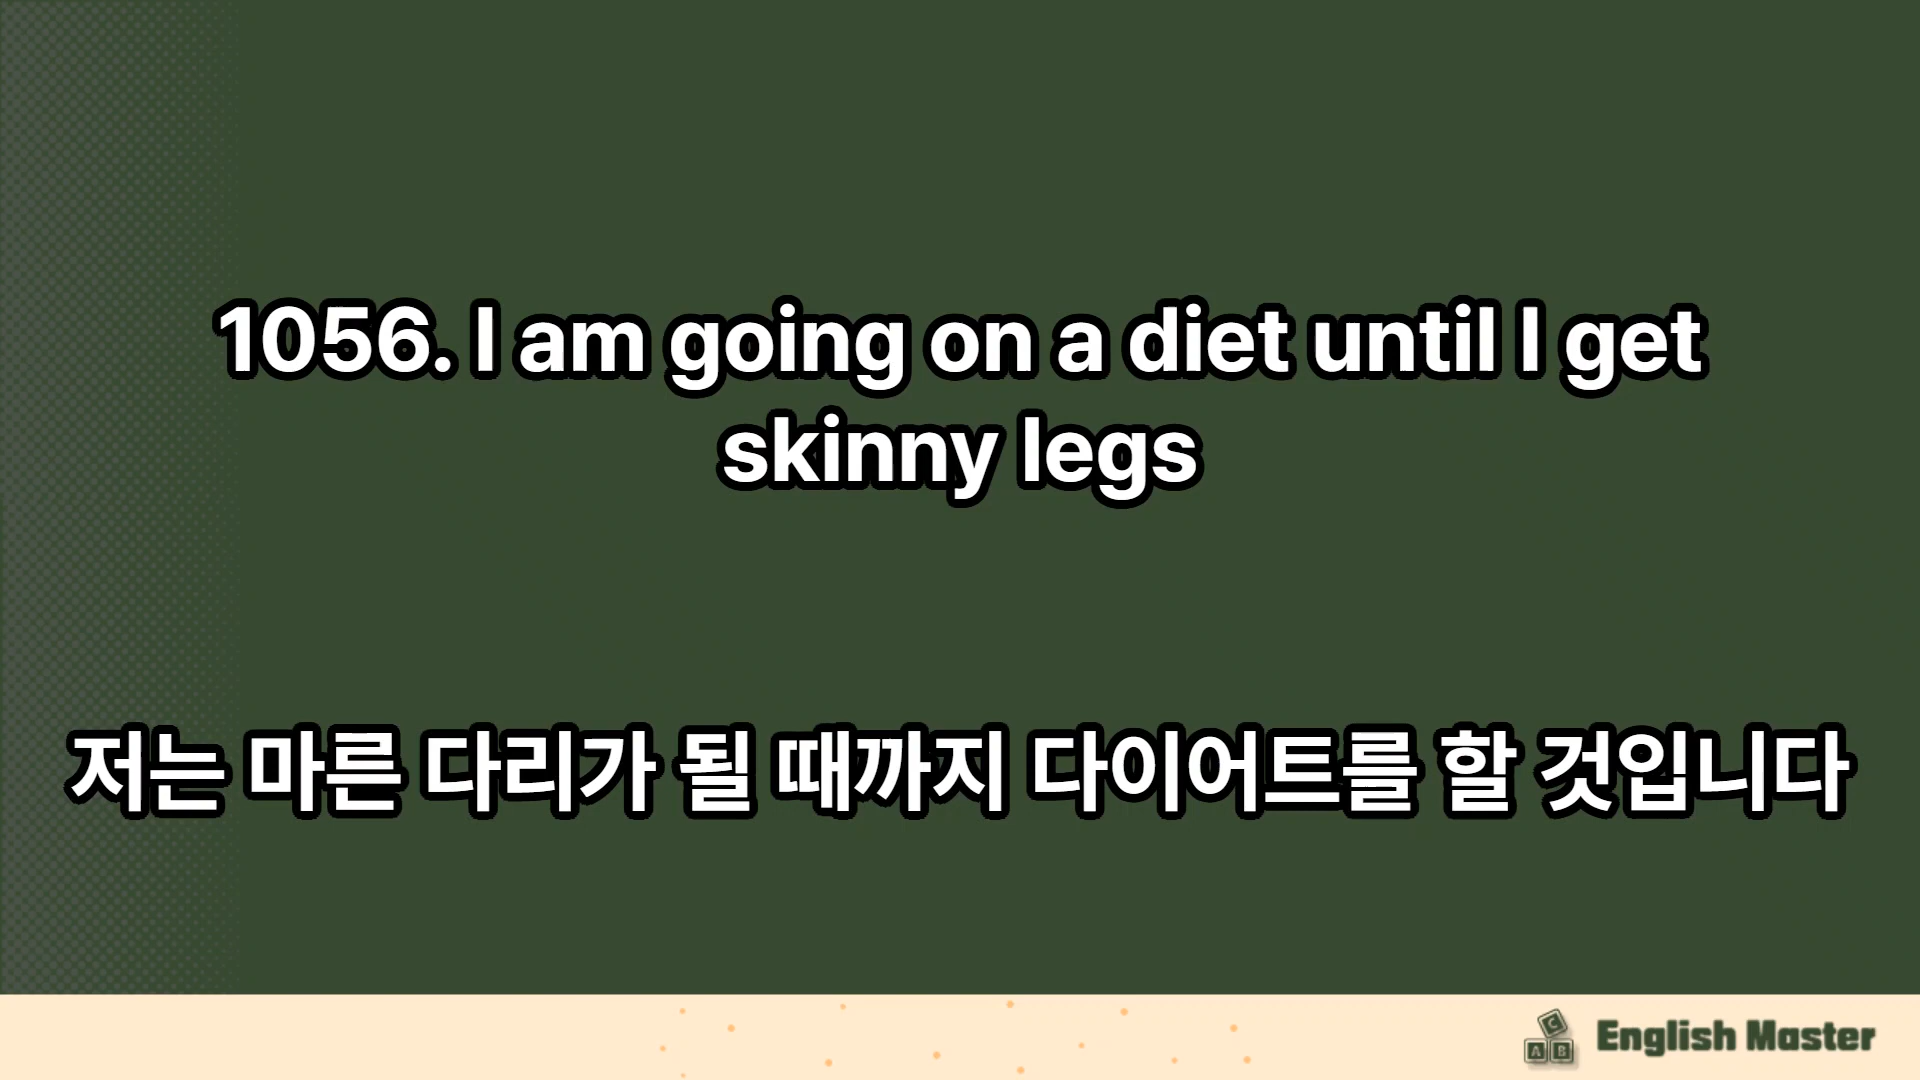 1056. I am going on a diet until I get
skinny legs
저는 마른 다리가 될 때까지 다이어트를 할 것입니다
C
A B
English Master